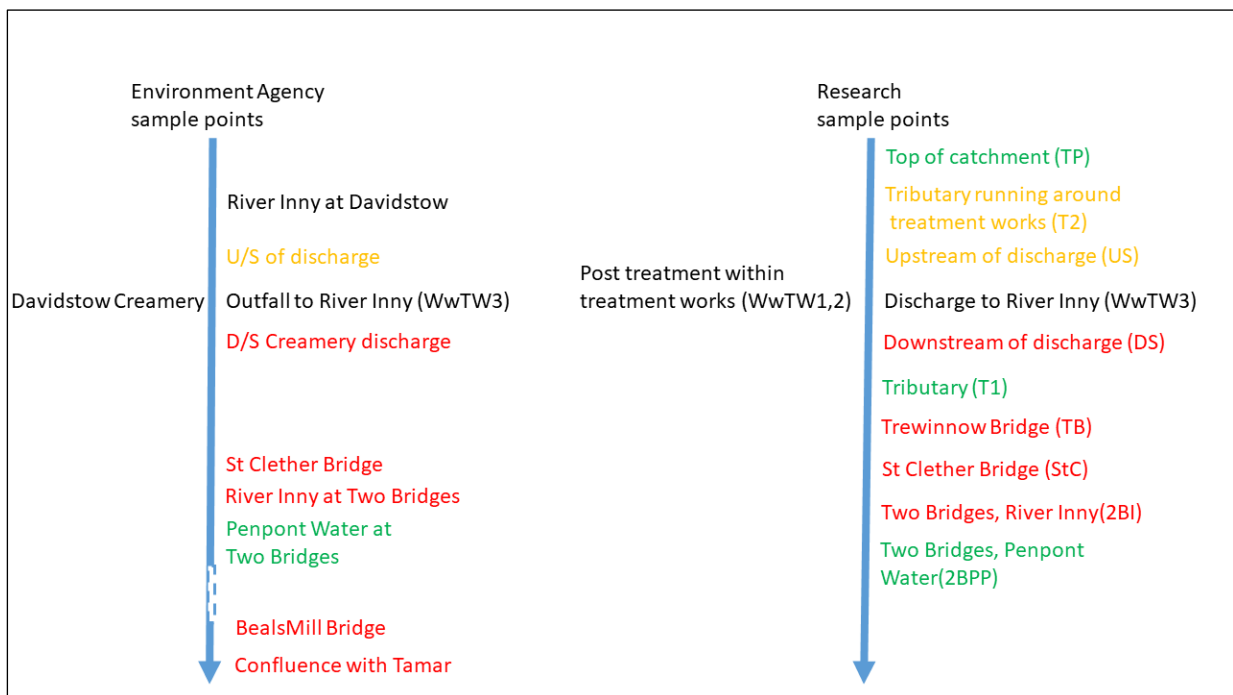 Environment Agency
sample points
River Inny at Davidstow
U/S of discharge
Davidstow Creamery
Outfall to River Inny (WwTW3)
D/S Creamery discharge
St Clether Bridge
River Inny at Two Bridges
Penpont Water at
Two Bridges
BealsMill Bridge
Confluence with Tamar
Research
sample points
Top of catchment (TP)
Tributary running around
treatment works (T2)
Upstream of discharge (US)
Post treatment within
treatment works (WwTW1,2)
Discharge to River Inny (WwTW3)
Downstream of discharge (DS)
Tributary (T1)
Trewinnow Bridge (TB)
St Clether Bridge (StC)
Two Bridges, River Inny(2BI)
Two Bridges, Penpont
Water(2BPP)